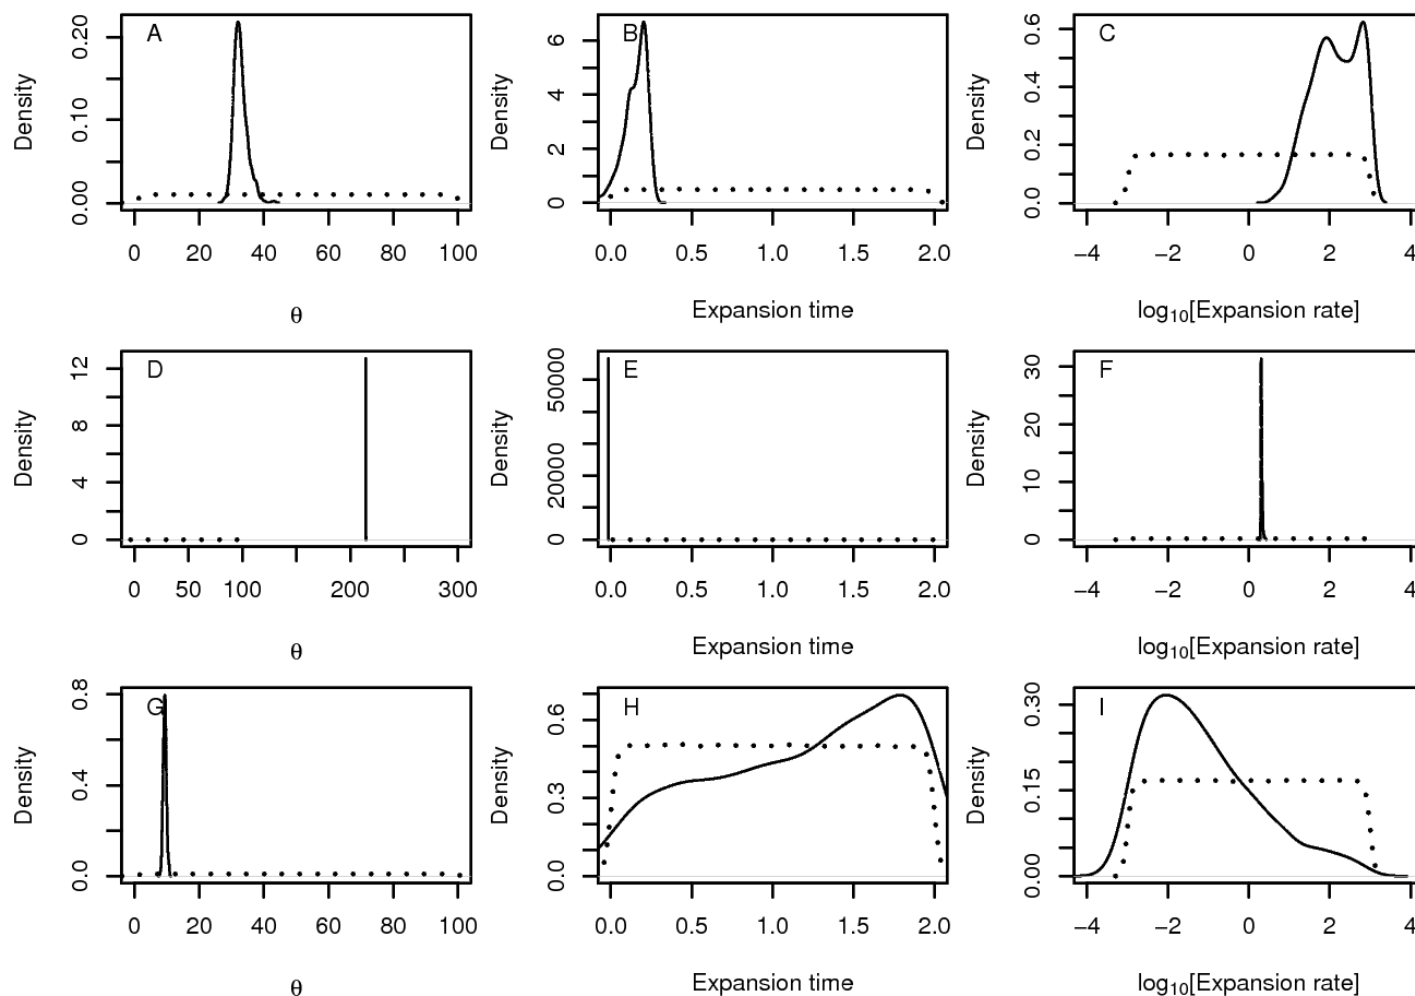 A
Density
0.00 0.10 0.20
0 20 40 60 80 100
θ
B
Density
0 2 4 6
0.0 0.5 1.0 1.5 2.0
Expansion time
C
Density
0.0 0.2 0.4 0.6
−4 −2 0 2 4
log10[Expansion rate]
D
Density
0 4 8 12
0 50 100 200 300
θ
E
Density
0 20000 50000
0.0 0.5 1.0 1.5 2.0
Expansion time
F
Density
0 10 20 30
−4 −2 0 2 4
log10[Expansion rate]
G
Density
0.0 0.4 0.8
0 20 40 60 80 100
θ
H
Density
0.0 0.3 0.6
0.0 0.5 1.0 1.5 2.0
Expansion time
I
Density
0.00 0.15 0.30
−4 −2 0 2 4
log10[Expansion rate]